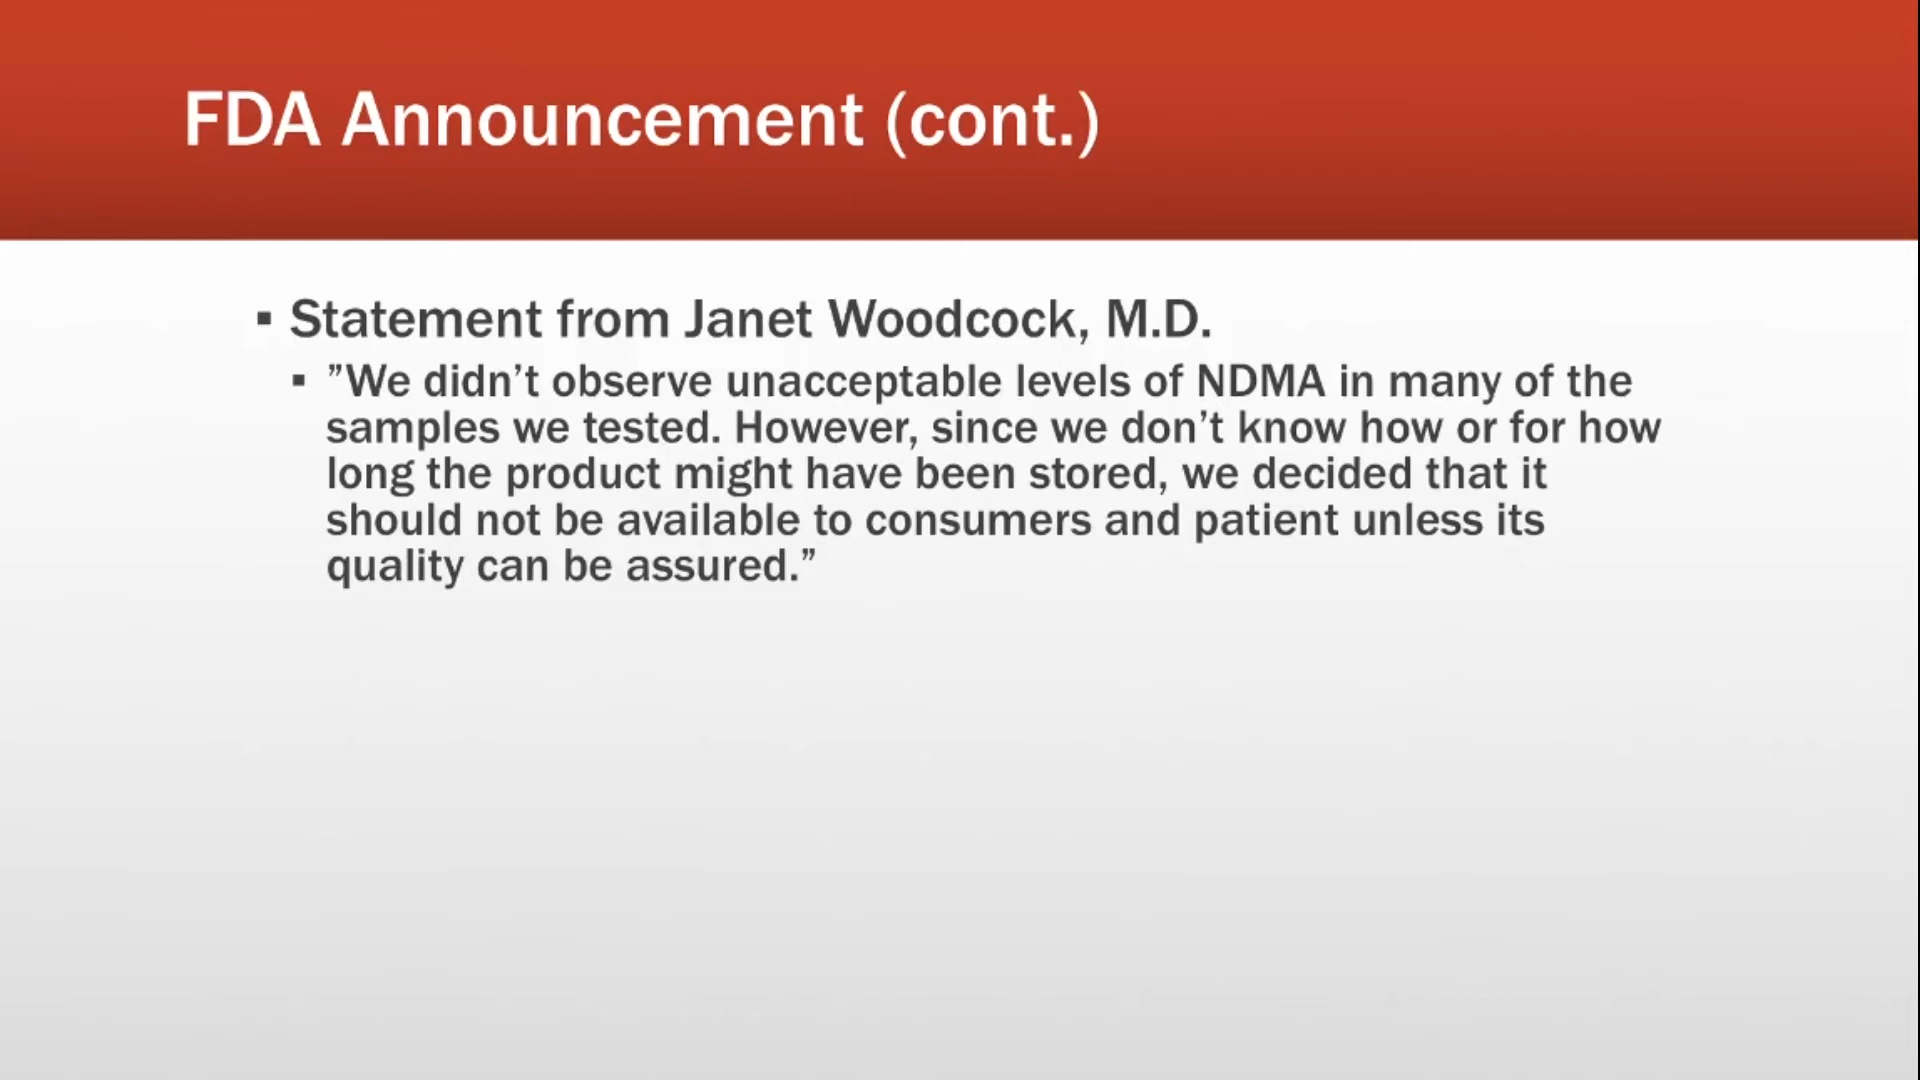 FDA Announcement (cont.)
▪ Statement from Janet Woodcock, M.D.
▪ ”We didn’t observe unacceptable levels of NDMA in many of the
samples we tested. However, since we don’t know how or for how
long the product might have been stored, we decided that it
should not be available to consumers and patient unless its
quality can be assured.”